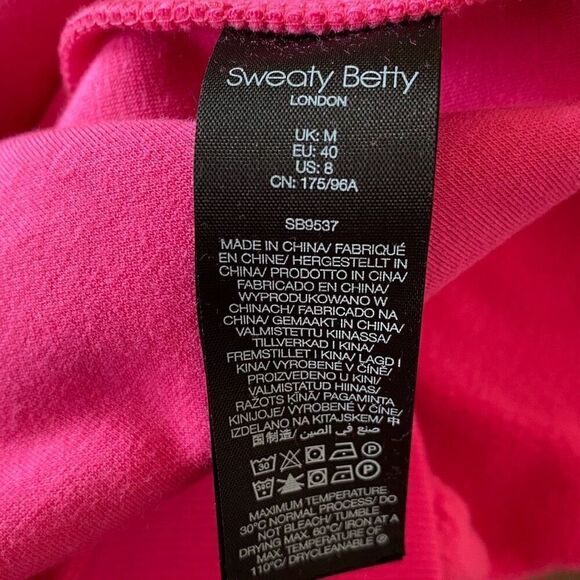 Sweaty Betty
LONDON
UK: M
EU: 40
US: 8
CN: 175/96A
SB9537
MADE IN CHINA/ FABRIQUÉ
EN CHINE/ HERGESTELLT IN
CHINA/ PRODOTTO IN CINA/
FABRICADO EN CHINA/
WYPRODUKOWANO W
CHINACH/ FABRICADO NA
CHINA/ GEMAAKT IN CHINA/
VALMISTETTU KIINASSA/
TILLVERKAD I KINA/
FREMSTILLET I KINA/ LAGD I
KINA/ VYROBENÉ V ČÍNĚ/
PROIZVEDENO U KINI/
VALMISTATUD HIINAS/
RAŽOTS ĶĪNĀ/ PAGAMINTA
KINIJOJE/ VYROBENÉ V ČÍNE/
IZDELANO NA KITAJSKEM/ 中
国制造/ صنع في الصين
30 P
30 P
MAXIMUM TEMPERATURE
30°C NORMAL PROCESS/ DO
NOT BLEACH/ TUMBLE
DRYING MAX. 60°C/ IRON AT A
MAX. TEMPERATURE OF
110°C/ DRYCLEANABLE Ⓟ